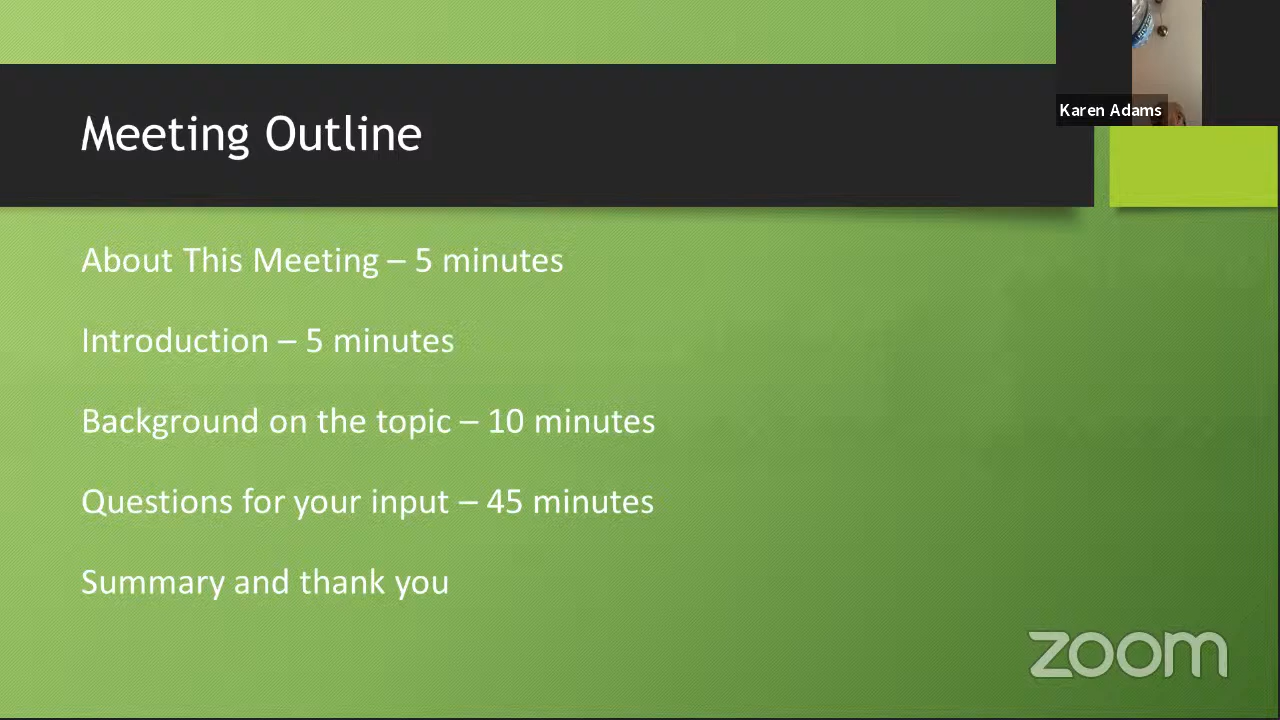 Karen Adams
Meeting Outline
About This Meeting – 5 minutes
Introduction – 5 minutes
Background on the topic – 10 minutes
Questions for your input – 45 minutes
Summary and thank you
zoom